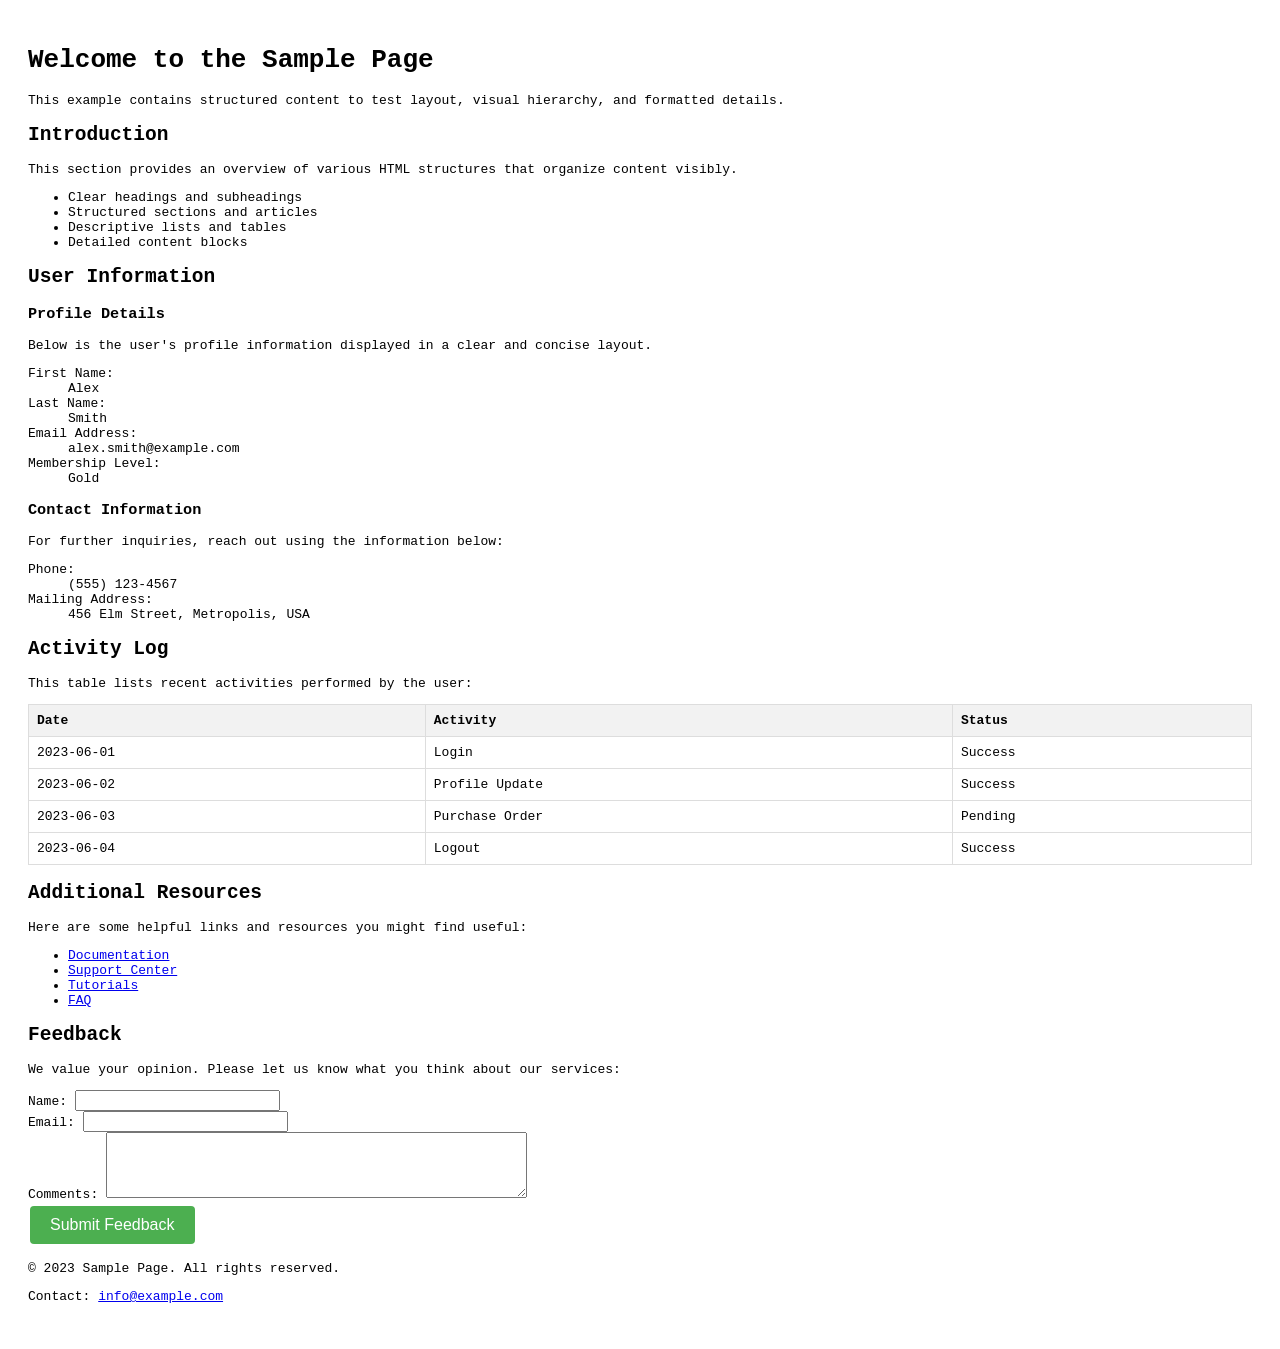 Welcome to the Sample Page
This example contains structured content to test layout, visual hierarchy, and formatted details.
Introduction
This section provides an overview of various HTML structures that organize content visibly.
• Clear headings and subheadings
• Structured sections and articles
• Descriptive lists and tables
• Detailed content blocks
User Information
Profile Details
Below is the user's profile information displayed in a clear and concise layout.
First Name:
Alex
Last Name:
Smith
Email Address:
alex.smith@example.com
Membership Level:
Gold
Contact Information
For further inquiries, reach out using the information below:
Phone:
(555) 123-4567
Mailing Address:
456 Elm Street, Metropolis, USA
Activity Log
This table lists recent activities performed by the user:
Date Activity Status
2023-06-01 Login Success
2023-06-02 Profile Update Success
2023-06-03 Purchase Order Pending
2023-06-04 Logout Success
Additional Resources
Here are some helpful links and resources you might find useful:
• Documentation
• Support Center
• Tutorials
• FAQ
Feedback
We value your opinion. Please let us know what you think about our services:
Name:
Email:
Comments:
Submit Feedback
© 2023 Sample Page. All rights reserved.
Contact: info@example.com